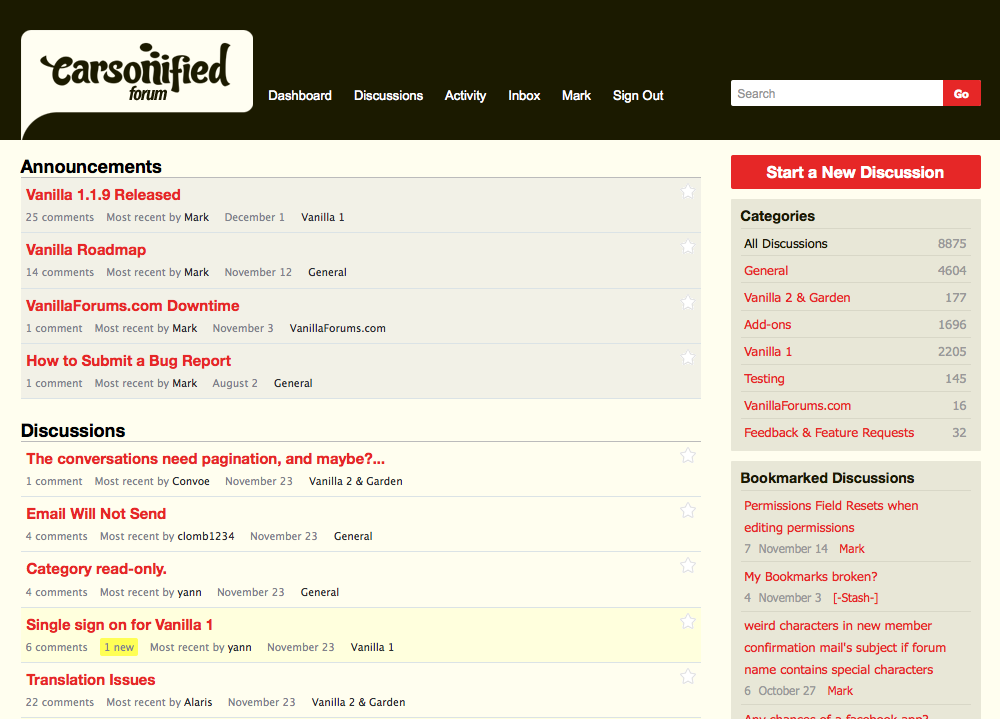 Carsonified
forum
Dashboard Discussions Activity Inbox Mark Sign Out
Search Go
Announcements
Vanilla 1.1.9 Released
25 comments Most recent by Mark December 1 Vanilla 1
Vanilla Roadmap
14 comments Most recent by Mark November 12 General
VanillaForums.com Downtime
1 comment Most recent by Mark November 3 VanillaForums.com
How to Submit a Bug Report
1 comment Most recent by Mark August 2 General
Discussions
The conversations need pagination, and maybe?...
1 comment Most recent by Convoe November 23 Vanilla 2 & Garden
Email Will Not Send
4 comments Most recent by clomb1234 November 23 General
Category read-only.
4 comments Most recent by yann November 23 General
Single sign on for Vanilla 1
6 comments 1 new Most recent by yann November 23 Vanilla 1
Translation Issues
22 comments Most recent by Alaris November 23 Vanilla 2 & Garden
Start a New Discussion
Categories
All Discussions 8875
General 4604
Vanilla 2 & Garden 177
Add-ons 1696
Vanilla 1 2205
Testing 145
VanillaForums.com 16
Feedback & Feature Requests 32
Bookmarked Discussions
Permissions Field Resets when
editing permissions
7 November 14 Mark
My Bookmarks broken?
4 November 3 [-Stash-]
weird characters in new member
confirmation mail's subject if forum
name contains special characters
6 October 27 Mark
Any chances of a facebook app?